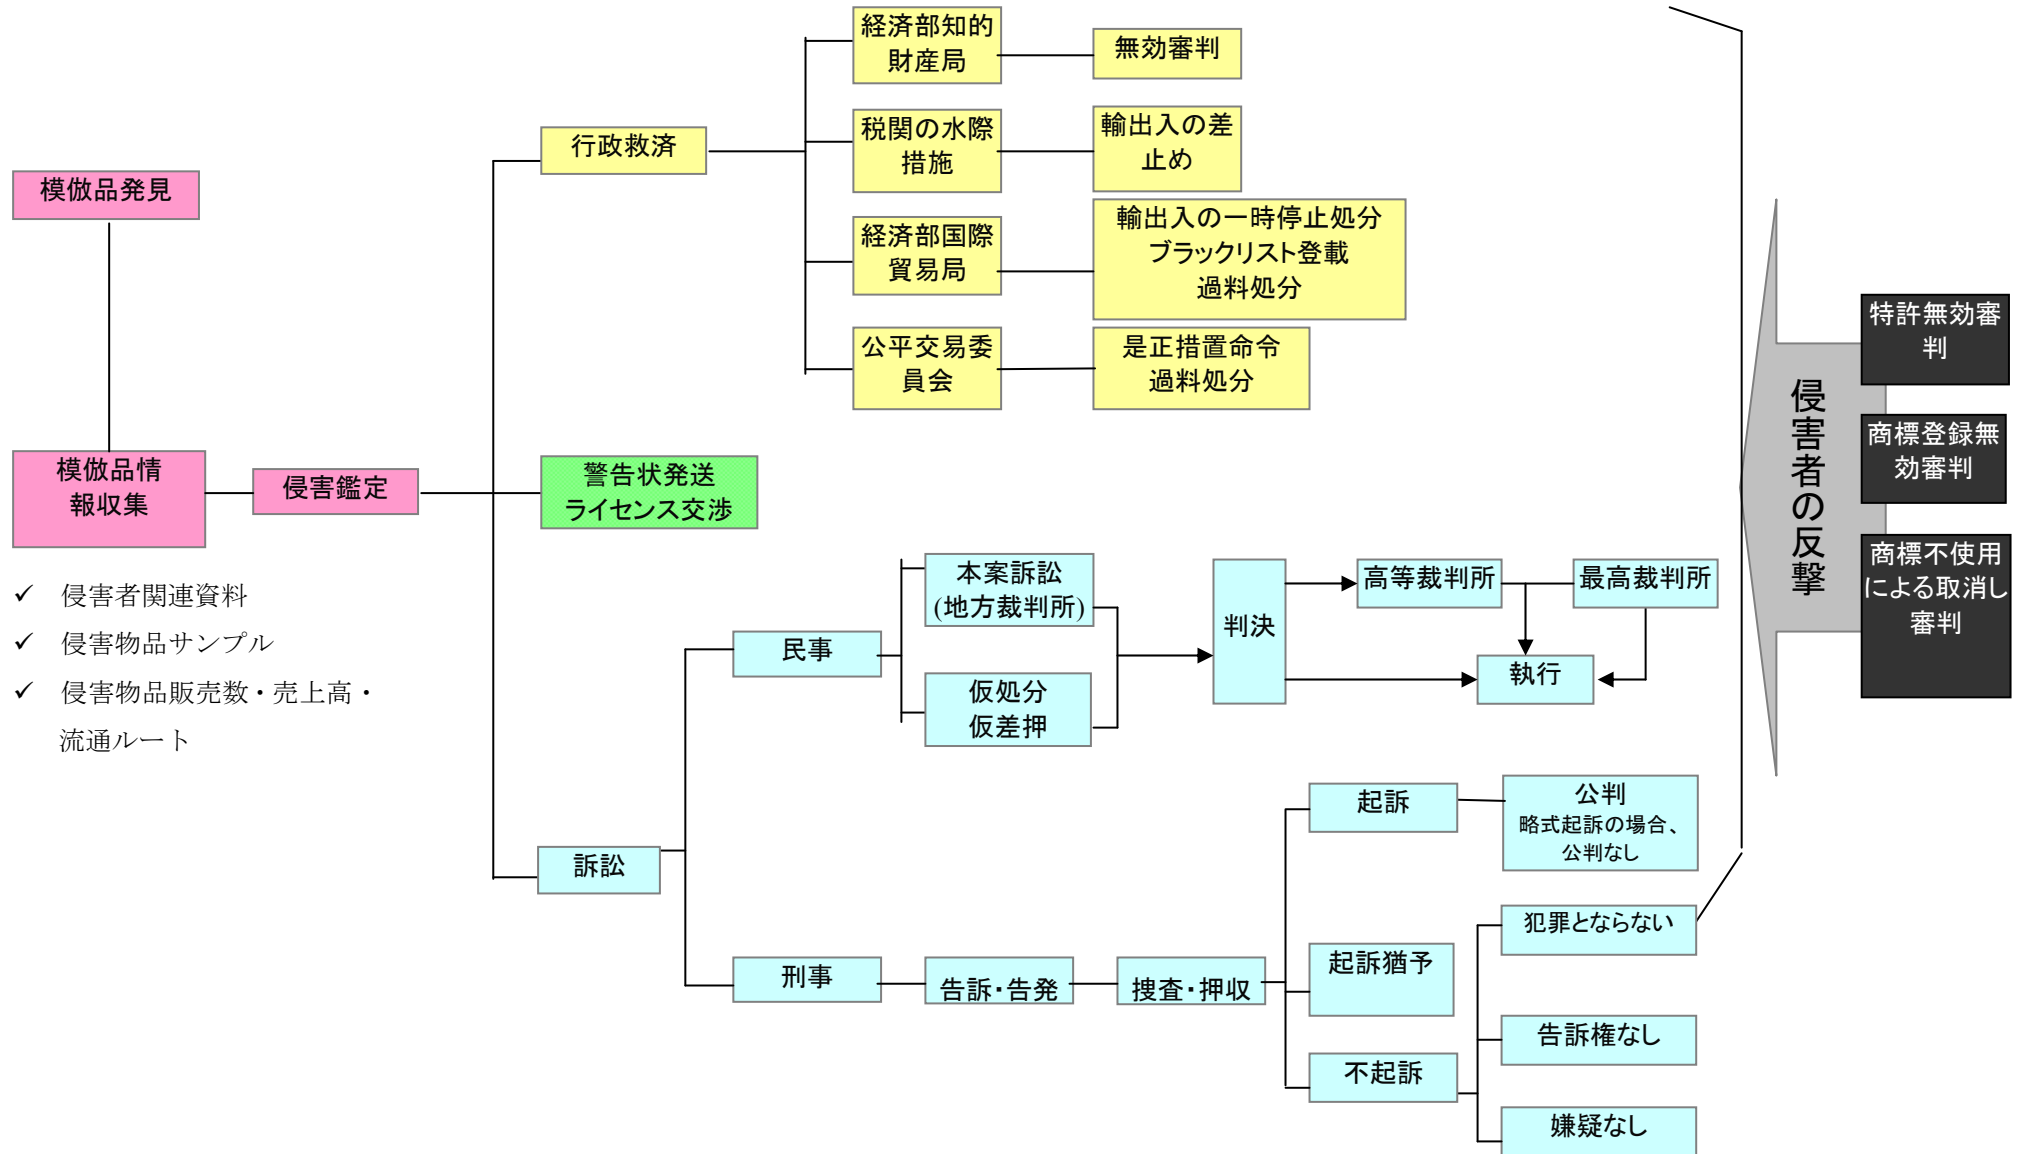 模倣品発見
模倣品情
報収集
✓ 侵害者関連資料
✓ 侵害物品サンプル
✓ 侵害物品販売数・売上高・
流通ルート
侵害鑑定
行政救済
経済部知的
財産局
無効審判
税関の水際
措施
輸出入の差
止め
経済部国際
貿易局
輸出入の一時停止処分
ブラックリスト登載
過料処分
公平交易委
員会
是正措置命令
過料処分
警告状発送
ライセンス交渉
訴訟
民事
本案訴訟
(地方裁判所)
仮処分
仮差押
判決
高等裁判所
最高裁判所
執行
刑事
告訴・告発
捜査・押収
起訴
公判
略式起訴の場合、
公判なし
起訴猶予
不起訴
犯罪とならない
告訴権なし
嫌疑なし
侵害者の反撃
特許無効審
判
商標登録無
効審判
商標不使用
による取消し
審判